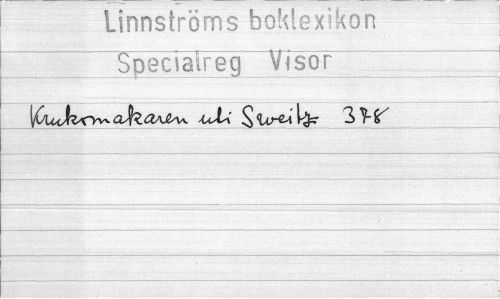 Linnströms boklexikon
Specialreg Visor
Krukomakaren uti Sweitz 378